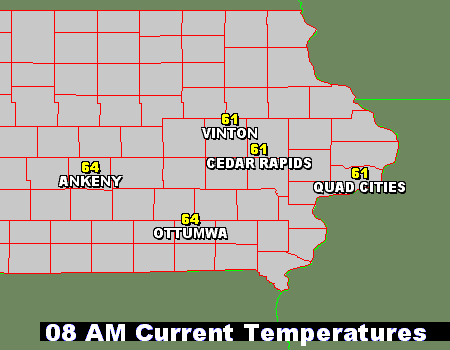 61
VINTON
61
CEDAR RAPIDS
64
ANKENY
61
QUAD CITIES
64
OTTUMWA
08 AM Current Temperatures